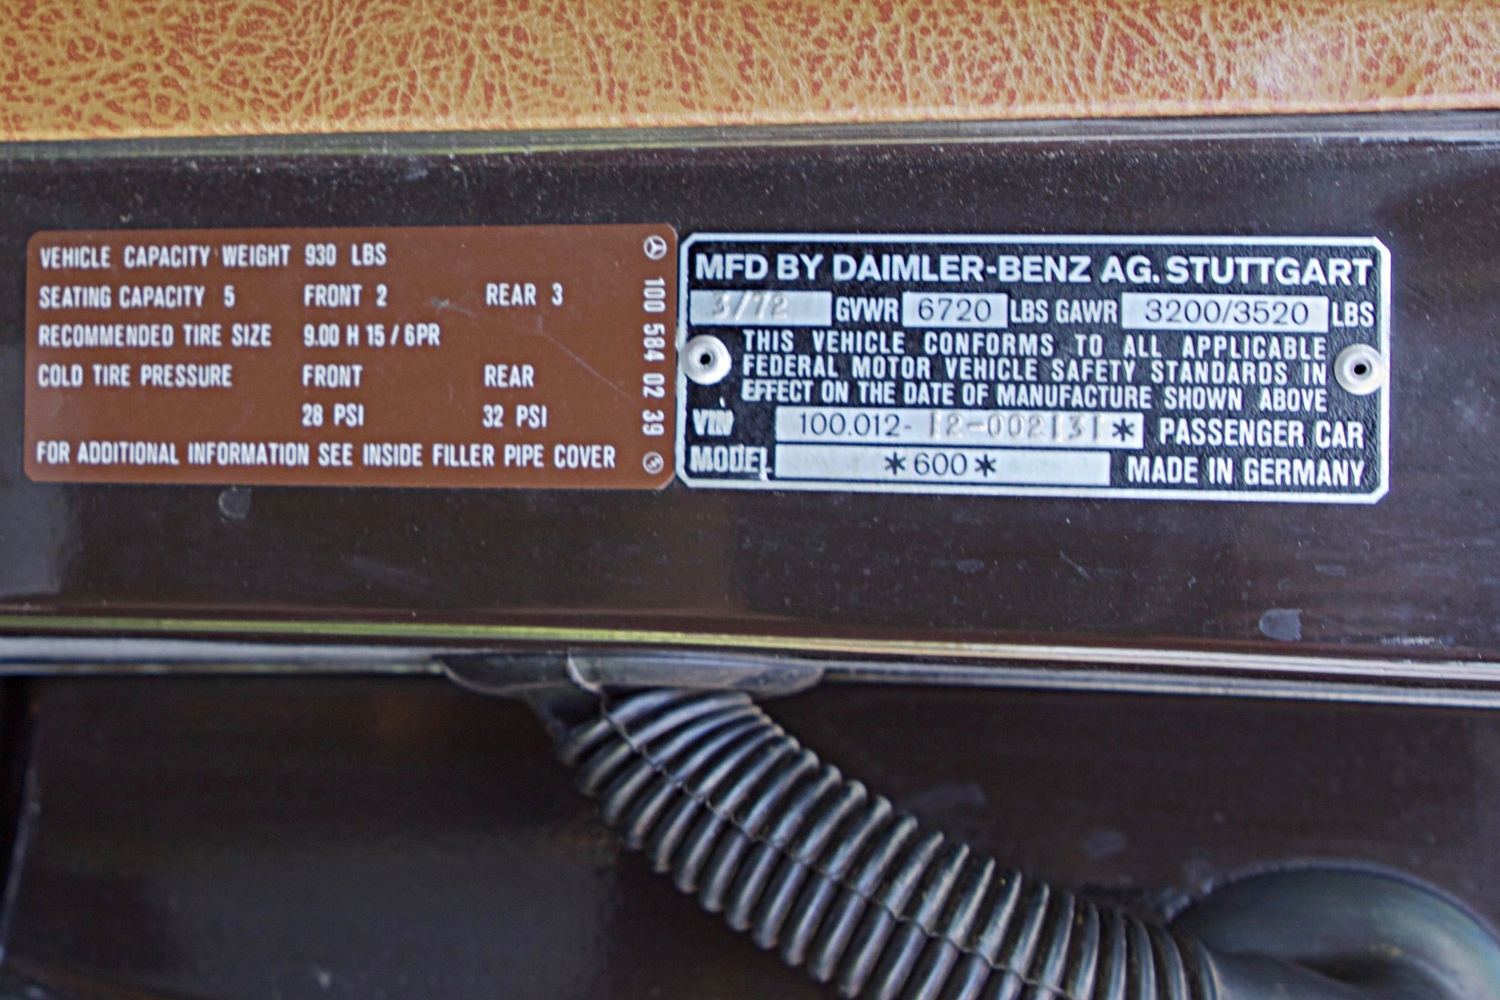 VEHICLE CAPACITY WEIGHT 930 LBS
SEATING CAPACITY 5 FRONT 2 REAR 3
RECOMMENDED TIRE SIZE 9.00 H 15 / 6PR
COLD TIRE PRESSURE FRONT REAR
28 PSI 32 PSI
FOR ADDITIONAL INFORMATION SEE INSIDE FILLER PIPE COVER
100 584 02 39
MFD BY DAIMLER-BENZ AG. STUTTGART
3/72 GVWR 6720 LBS GAWR 3200/3520 LBS
THIS VEHICLE CONFORMS TO ALL APPLICABLE
FEDERAL MOTOR VEHICLE SAFETY STANDARDS IN
EFFECT ON THE DATE OF MANUFACTURE SHOWN ABOVE
VIN 100.012-12-002131* PASSENGER CAR
MODEL *600* MADE IN GERMANY